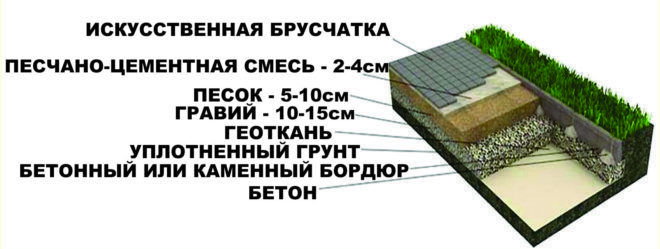 ИСКУССТВЕННАЯ БРУСЧАТКА
ПЕСЧАНО-ЦЕМЕНТНАЯ СМЕСЬ - 2-4см
ПЕСОК - 5-10см
ГРАВИЙ - 10-15см
ГЕОТКАНЬ
УПЛОТНЕННЫЙ ГРУНТ
БЕТОННЫЙ ИЛИ КАМЕННЫЙ БОРДЮР
БЕТОН